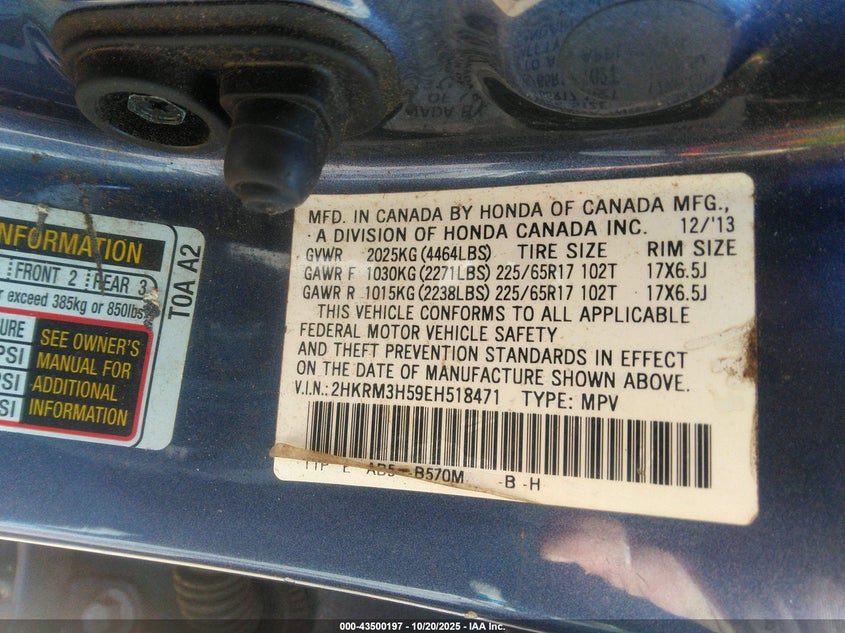 MFD. IN CANADA BY HONDA OF CANADA MFG.,
A DIVISION OF HONDA CANADA INC. 12/'13
GVWR 2025KG (4464LBS) TIRE SIZE RIM SIZE
GAWR F 1030KG (2271LBS) 225/65R17 102T 17X6.5J
GAWR R 1015KG (2238LBS) 225/65R17 102T 17X6.5J
THIS VEHICLE CONFORMS TO ALL APPLICABLE
FEDERAL MOTOR VEHICLE SAFETY
AND THEFT PREVENTION STANDARDS IN EFFECT
ON THE DATE OF MANUFACTURE SHOWN ABOVE.
V.I.N.: 2HKRM3H59EH518471 TYPE: MPV
B570M -B -H
INFORMATION
FRONT 2 REAR 3
exceed 385kg or 850lbs
SEE OWNER'S
PSI MANUAL FOR
PSI ADDITIONAL
INFORMATION
T0A A2
000-43500197 - 10/20/2025 - IAA Inc.